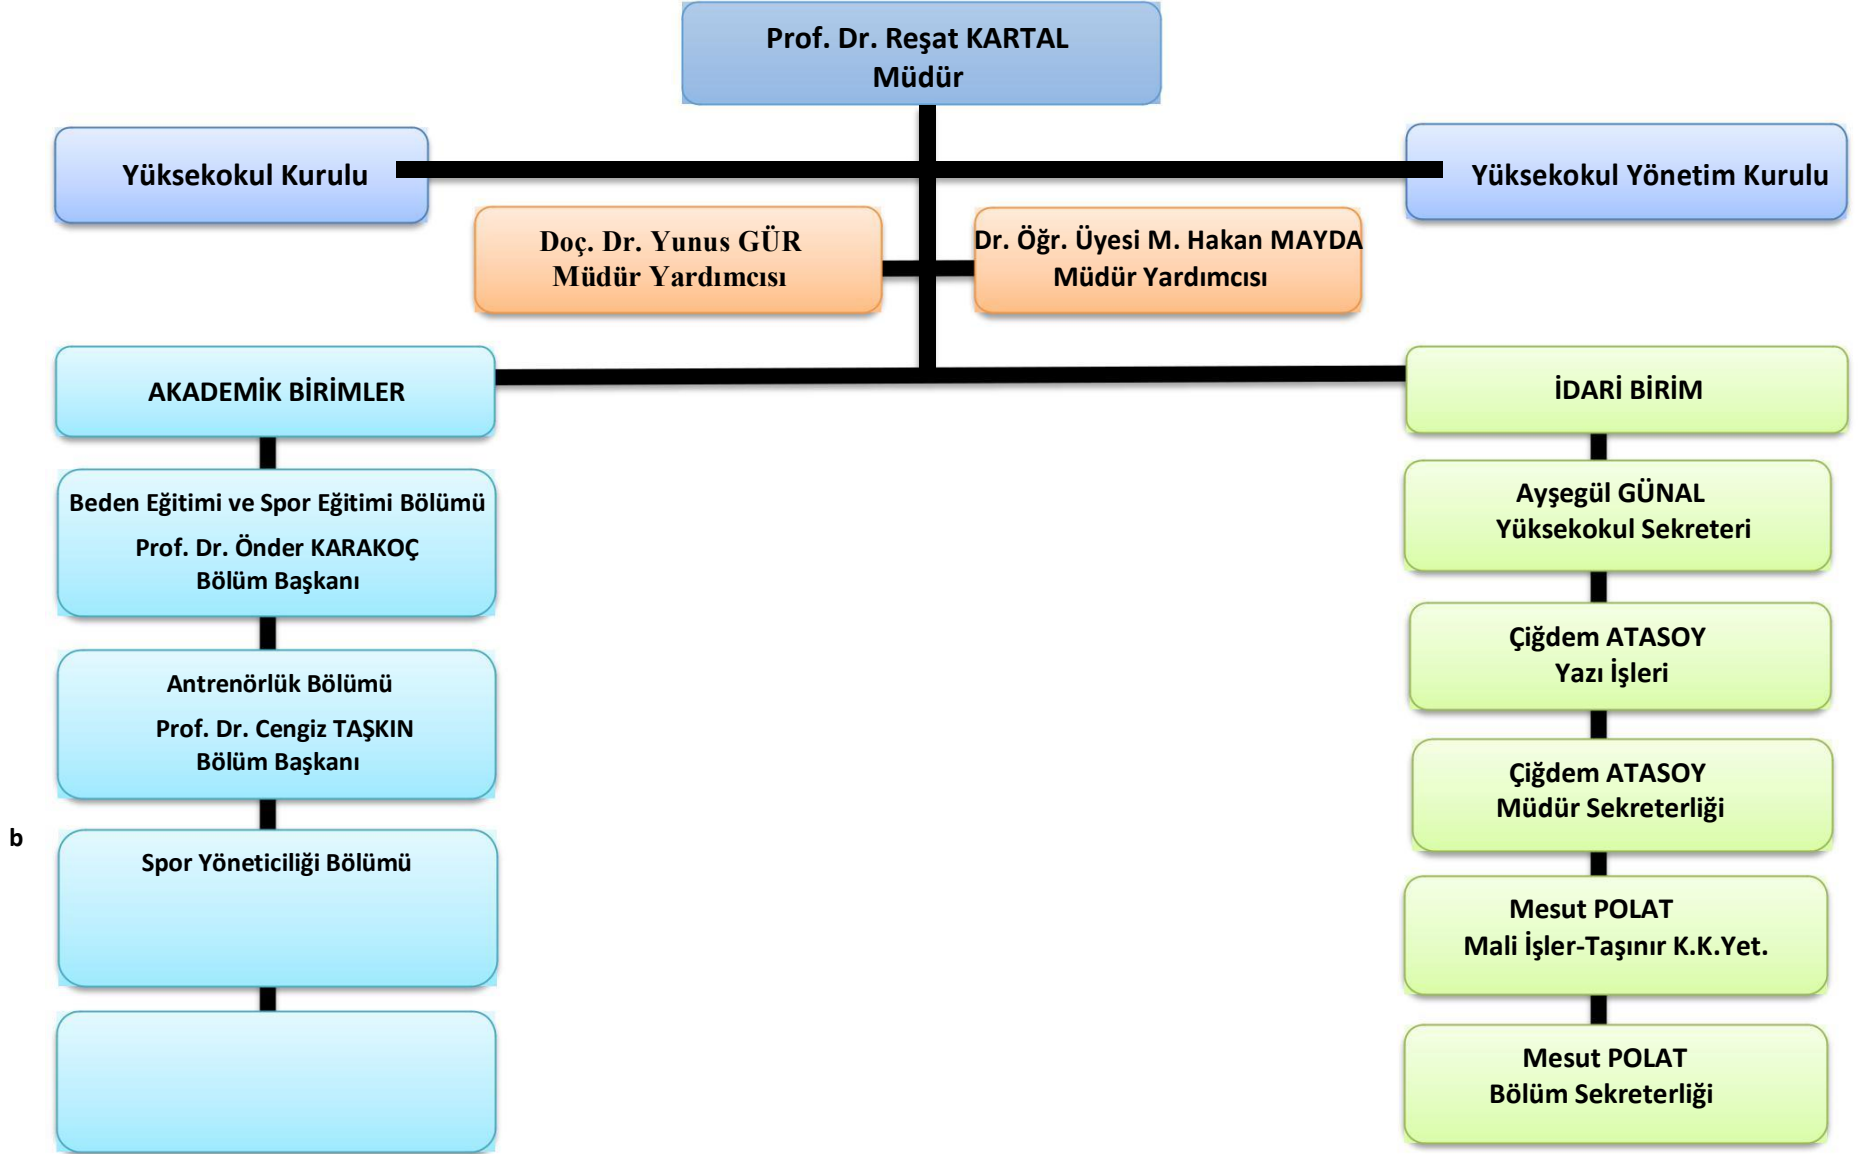 Prof. Dr. Reşat KARTAL
Müdür
Yüksekokul Kurulu
Yüksekokul Yönetim Kurulu
Doç. Dr. Yunus GÜR
Müdür Yardımcısı
Dr. Öğr. Üyesi M. Hakan MAYDA
Müdür Yardımcısı
AKADEMİK BİRİMLER
Beden Eğitimi ve Spor Eğitimi Bölümü
Prof. Dr. Önder KARAKOÇ
Bölüm Başkanı
Antrenörlük Bölümü
Prof. Dr. Cengiz TAŞKIN
Bölüm Başkanı
b
Spor Yöneticiliği Bölümü
İDARİ BİRİM
Ayşegül GÜNAL
Yüksekokul Sekreteri
Çiğdem ATASOY
Yazı İşleri
Çiğdem ATASOY
Müdür Sekreterliği
Mesut POLAT
Mali İşler-Taşınır K.K.Yet.
Mesut POLAT
Bölüm Sekreterliği